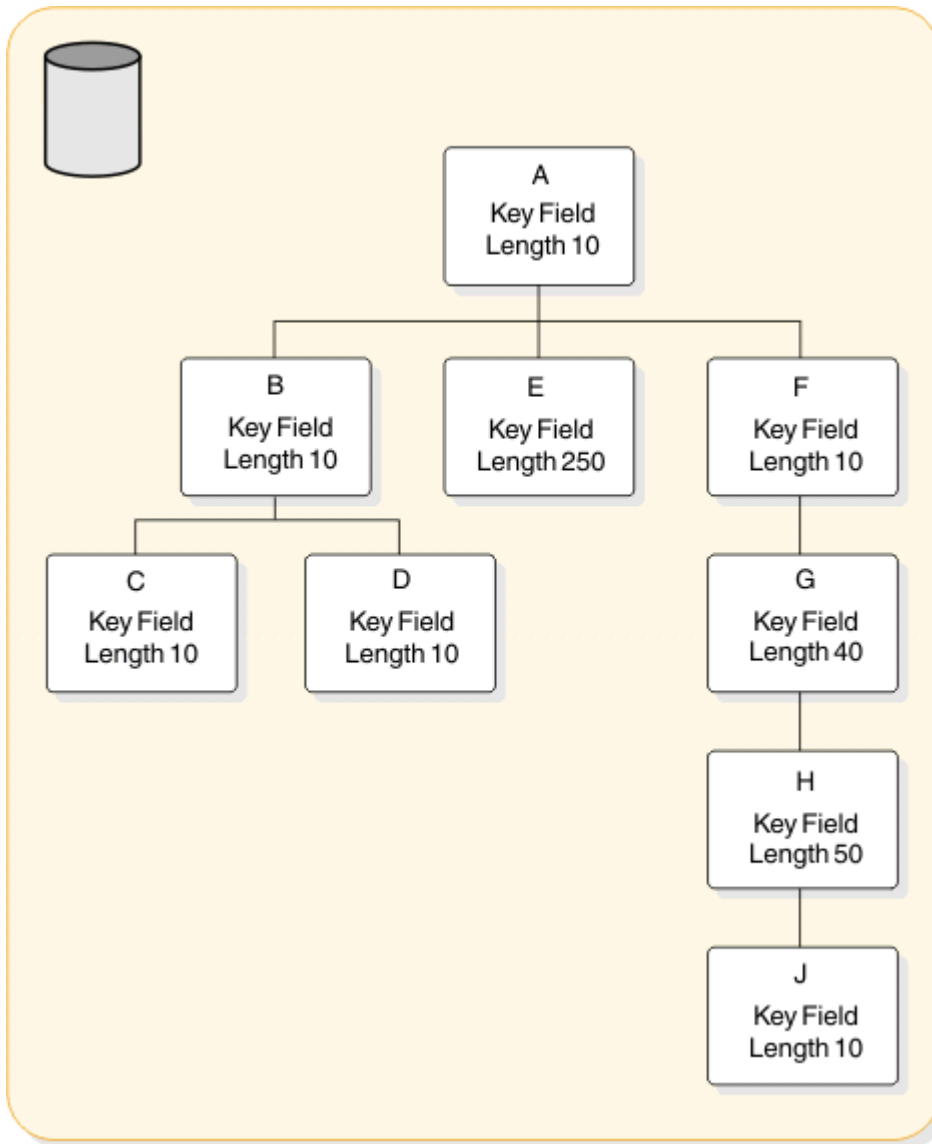 A
Key Field
Length 10
B
Key Field
Length 10
E
Key Field
Length 250
F
Key Field
Length 10
C
Key Field
Length 10
D
Key Field
Length 10
G
Key Field
Length 40
H
Key Field
Length 50
J
Key Field
Length 10